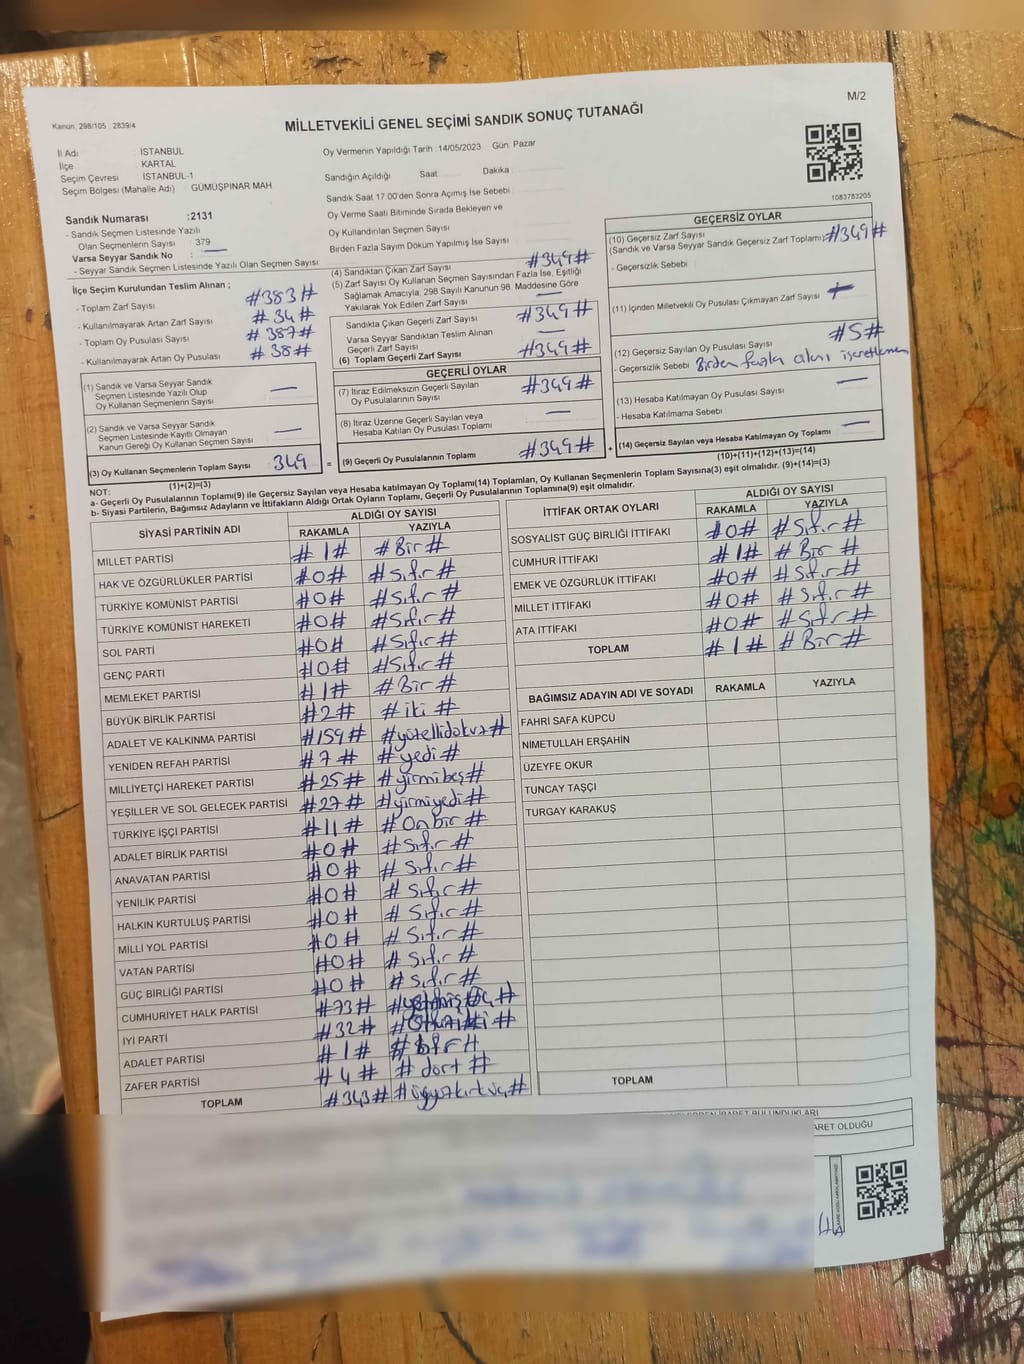 M/2
Kanun: 298/105 , 2839/4
MİLLETVEKİLİ GENEL SEÇİMİ SANDIK SONUÇ TUTANAĞI
İl Adı İSTANBUL
İlçe KARTAL
Seçim Çevresi İSTANBUL-1
Seçim Bölgesi (Mahalle Adı) GÜMÜŞPINAR MAH
Sandık Numarası :2131
- Sandık Seçmen Listesinde Yazılı
Olan Seçmenlerin Sayısı : 379
Varsa Seyyar Sandık No :
- Seyyar Sandık Seçmen Listesinde Yazılı Olan Seçmen Sayısı:
Oy Vermenin Yapıldığı Tarih :14/05/2023 Gün: Pazar
Sandığın Açıldığı Saat Dakika
Sandık Saat 17:00'den Sonra Açımış İse Sebebi
Oy Verme Saati Bitiminde Sırada Bekleyen ve
Oy Kullandırılan Seçmen Sayısı
Birden Fazla Sayım Döküm Yapılmış İse Sayısı
1083783205
İlçe Seçim Kurulundan Teslim Alınan ;
- Toplam Zarf Sayısı #383#
- Kullanılmayarak Artan Zarf Sayısı #34#
- Toplam Oy Pusulası Sayısı #387#
- Kullanılmayarak Artan Oy Pusulası #38#
(1) Sandık ve Varsa Seyyar Sandık
Seçmen Listesinde Yazılı Olup
Oy Kullanan Seçmenlerin Sayısı —
(2) Sandık ve Varsa Seyyar Sandık
Seçmen Listesinde Kayıtlı Olmayan
Kanun Gereği Oy Kullanan Seçmen Sayısı: —
(3) Oy Kullanan Seçmenlerin Toplam Sayısı 349
(1)+(2)=(3)
(4) Sandıktan Çıkan Zarf Sayısı #349#
(5) Zarf Sayısı Oy Kullanan Seçmen Sayısından Fazla İse, Eşitliği
Sağlamak Amacıyla, 298 Sayılı Kanunun 98. Maddesine Göre
Yakılarak Yok Edilen Zarf Sayısı —
Sandıkta Çıkan Geçerli Zarf Sayısı #349#
Varsa Seyyar Sandıktan Teslim Alınan
Geçerli Zarf Sayısı —
(6) Toplam Geçerli Zarf Sayısı #349#
GEÇERLİ OYLAR
(7) İtiraz Edilmeksizin Geçerli Sayılan
Oy Pusulalarının Sayısı #349#
(8) İtiraz Üzerine Geçerli Sayılan veya
Hesaba Katılan Oy Pusulası Toplamı —
= (9) Geçerli Oy Pusulalarının Toplamı #349# +
GEÇERSİZ OYLAR
(10) Geçersiz Zarf Sayısı
(Sandık ve Varsa Seyyar Sandık Geçersiz Zarf Toplamı) #349#
- Geçersizlik Sebebi
(11) İçinden Milletvekili Oy Pusulası Çıkmayan Zarf Sayısı
(12) Geçersiz Sayılan Oy Pusulası Sayısı #5#
- Geçersizlik Sebebi Birden fazla alanı işaretlemen
(13) Hesaba Katılmayan Oy Pusulası Sayısı —
- Hesaba Katılmama Sebebi
(14) Geçersiz Sayılan veya Hesaba Katılmayan Oy Toplamı —
(10)+(11)+(12)+(13)=(14)
NOT:
a- Geçerli Oy Pusulalarının Toplamı(9) ile Geçersiz Sayılan veya Hesaba Katılmayan Oy Toplamı(14) Toplamları, Oy Kullanan Seçmenlerin Toplam Sayısına(3) eşit olmalıdır. (9)+(14)=(3)
b- Siyasi Partilerin, Bağımsız Adayların ve İttifakların Aldığı Ortak Oyların Toplamı, Geçerli Oy Pusulalarının Toplamına(9) eşit olmalıdır.
SİYASİ PARTİNİN ADI ALDIĞI OY SAYISI
RAKAMLA YAZIYLA
MİLLET PARTİSİ #1# #Bir#
HAK VE ÖZGÜRLÜKLER PARTİSİ #0# #Sıfır#
TÜRKİYE KOMÜNİST PARTİSİ #0# #Sıfır#
TÜRKİYE KOMÜNİST HAREKETİ #0# #Sıfır#
SOL PARTİ #0# #Sıfır#
GENÇ PARTİ #0# #Sıfır#
MEMLEKET PARTİSİ #1# #Bir#
BÜYÜK BİRLİK PARTİSİ #2# #iki#
ADALET VE KALKINMA PARTİSİ #159# #yüzellidokuz#
YENİDEN REFAH PARTİSİ #7# #yedi#
MİLLİYETÇİ HAREKET PARTİSİ #25# #yirmibeş#
YEŞİLLER VE SOL GELECEK PARTİSİ #27# #yirmiyedi#
TÜRKİYE İŞÇİ PARTİSİ #11# #Onbir#
ADALET BİRLİK PARTİSİ #0# #Sıfır#
ANAVATAN PARTİSİ #0# #Sıfır#
YENİLİK PARTİSİ #0# #Sıfır#
HALKIN KURTULUŞ PARTİSİ #0# #Sıfır#
MİLLİ YOL PARTİSİ #0# #Sıfır#
VATAN PARTİSİ #0# #Sıfır#
GÜÇ BİRLİĞİ PARTİSİ #0# #Sıfır#
CUMHURİYET HALK PARTİSİ #73# #yetmişüç#
İYİ PARTİ #32# #Otuziki#
ADALET PARTİSİ #1# #bir#
ZAFER PARTİSİ #4# #dört#
TOPLAM #343# #üçyüzkırküç#
İTTİFAK ORTAK OYLARI ALDIĞI OY SAYISI
RAKAMLA YAZIYLA
SOSYALİST GÜÇ BİRLİĞİ İTTİFAKI #0# #Sıfır#
CUMHUR İTTİFAKI #1# #Bir#
EMEK VE ÖZGÜRLÜK İTTİFAKI #0# #Sıfır#
MİLLET İTTİFAKI #0# #Sıfır#
ATA İTTİFAKI #0# #Sıfır#
TOPLAM #1# #Bir#
BAĞIMSIZ ADAYIN ADI VE SOYADI RAKAMLA YAZIYLA
FAHRİ SAFA KÜPCÜ
NİMETULLAH ERŞAHİN
ÜZEYFE OKUR
TUNCAY TAŞÇI
TURGAY KARAKUŞ
TOPLAM
ARET OLDUĞU